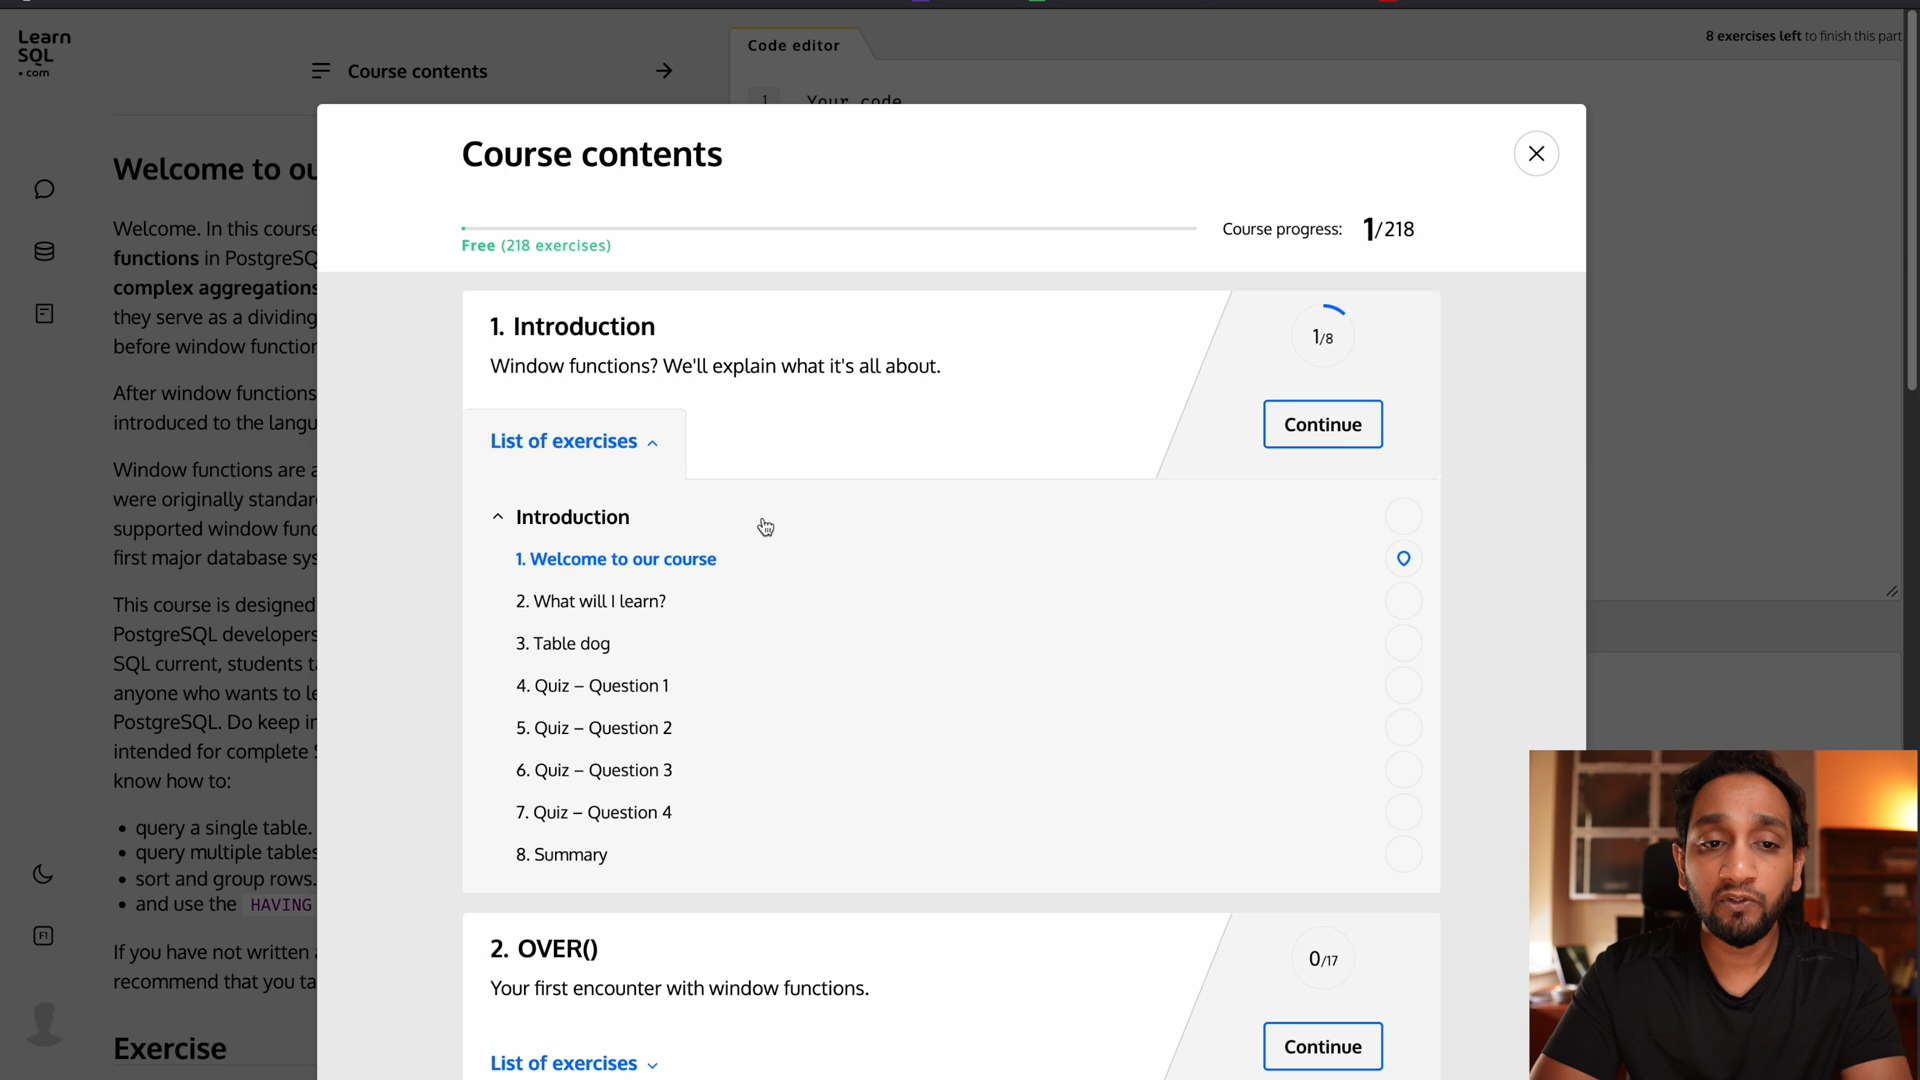 Learn
SQL
.com
Course contents
Code editor
8 exercises left to finish this part
1
Your code
Welcome to ou
Welcome. In this course
functions in PostgreSQ
complex aggregations
they serve as a dividing
before window function
After window functions
introduced to the langu
Window functions are a
were originally standar
supported window func
first major database sys
This course is designed
PostgreSQL developers
SQL current, students ta
anyone who wants to le
PostgreSQL. Do keep in
intended for complete S
know how to:
• query a single table.
• query multiple tables
• sort and group rows.
• and use the HAVING
If you have not written a
recommend that you ta
Exercise
F1
Course contents
Free (218 exercises)
Course progress: 1/218
1. Introduction
Window functions? We'll explain what it's all about.
1/8
Continue
List of exercises
Introduction
1. Welcome to our course
2. What will I learn?
3. Table dog
4. Quiz – Question 1
5. Quiz – Question 2
6. Quiz – Question 3
7. Quiz – Question 4
8. Summary
2. OVER()
Your first encounter with window functions.
0/17
Continue
List of exercises